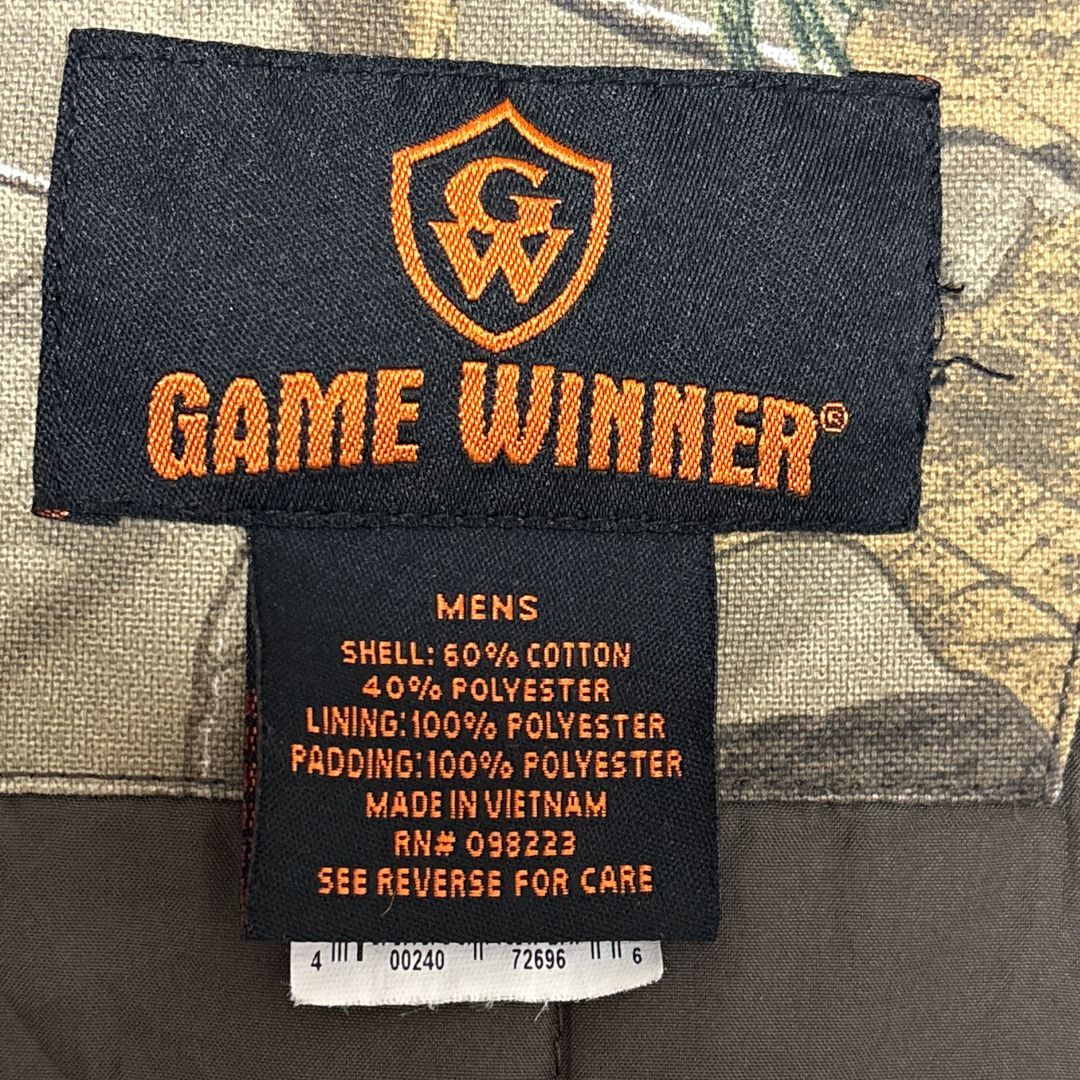 GW
GAME WINNER®
MENS
SHELL: 60% COTTON
40% POLYESTER
LINING: 100% POLYESTER
PADDING: 100% POLYESTER
MADE IN VIETNAM
RN# 098223
SEE REVERSE FOR CARE
4 00240 72696 6